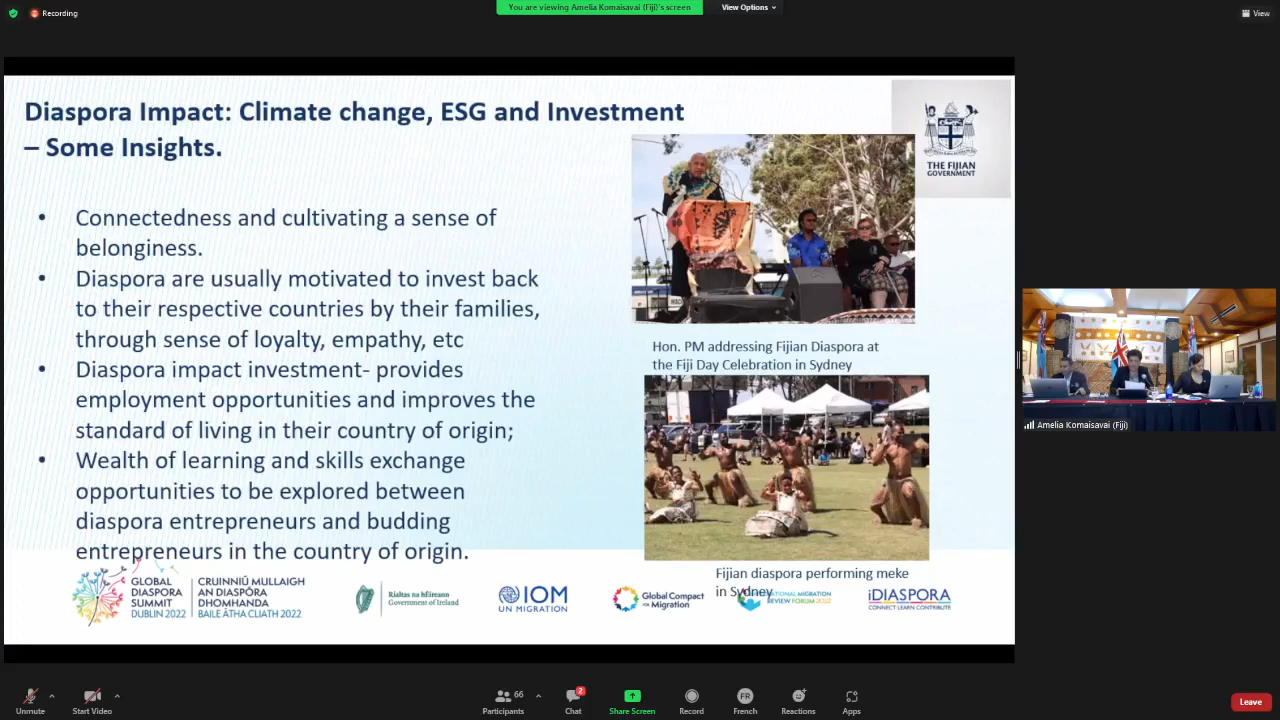 Recording
You are viewing Amelia Komaisavai (Fiji)'s screen
View Options
View
Diaspora Impact: Climate change, ESG and Investment
– Some Insights.
THE FIJIAN
GOVERNMENT
• Connectedness and cultivating a sense of
belonginess.
• Diaspora are usually motivated to invest back
to their respective countries by their families,
through sense of loyalty, empathy, etc
• Diaspora impact investment- provides
employment opportunities and improves the
standard of living in their country of origin;
• Wealth of learning and skills exchange
opportunities to be explored between
diaspora entrepreneurs and budding
entrepreneurs in the country of origin.
Hon. PM addressing Fijian Diaspora at
the Fiji Day Celebration in Sydney
Fijian diaspora performing meke
in Sydney
Amelia Komaisavai (Fiji)
GLOBAL
DIASPORA
SUMMIT
DUBLIN 2022
CRUINNIÚ MULLAIGH
AN DIASPÓRA
DHOMHANDA
BAILE ÁTHA CLIATH 2022
Rialtas na hÉireann
Government of Ireland
IOM
UN MIGRATION
Global Compact
for Migration
MIGRATION
REVIEW FORUM 2022
iDIASPORA
CONNECT LEARN CONTRIBUTE
Unmute
Start Video
Participants
66
Chat
2
Share Screen
Record
FR
French
Reactions
Apps
Leave